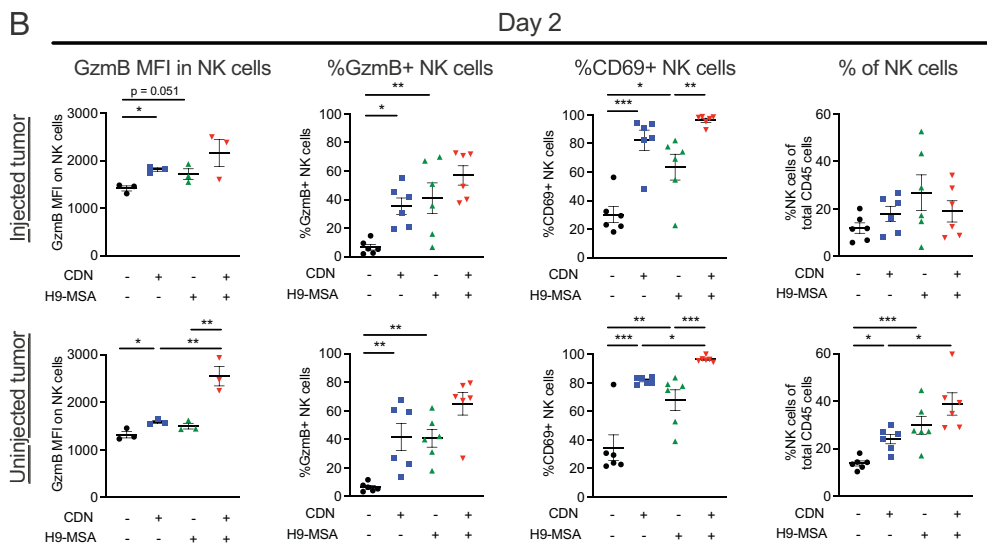 B
Day 2
GzmB MFI in NK cells
%GzmB+ NK cells
%CD69+ NK cells
% of NK cells
Injected tumor
GzmB MFI on NK cells
3000
2000
1000
0
p = 0.051
*
CDN
- + - +
H9-MSA
- - + +
%GzmB+ NK cells
100
80
60
40
20
0
**
*
CDN
- + - +
H9-MSA
- - + +
%CD69+ NK cells
100
80
60
40
20
0
* **
***
CDN
- + - +
H9-MSA
- - + +
%NK cells of
total CD45 cells
60
40
20
0
CDN
- + - +
H9-MSA
- - + +
Uninjected tumor
GzmB MFI on NK cells
3000
2000
1000
0
**
* **
CDN
- + - +
H9-MSA
- - + +
%GzmB+ NK cells
100
80
60
40
20
0
**
**
CDN
- + - +
H9-MSA
- - + +
%CD69+ NK cells
100
80
60
40
20
0
** ***
*** *
CDN
- + - +
H9-MSA
- - + +
%NK cells of
total CD45 cells
60
40
20
0
***
* *
CDN
- + - +
H9-MSA
- - + +